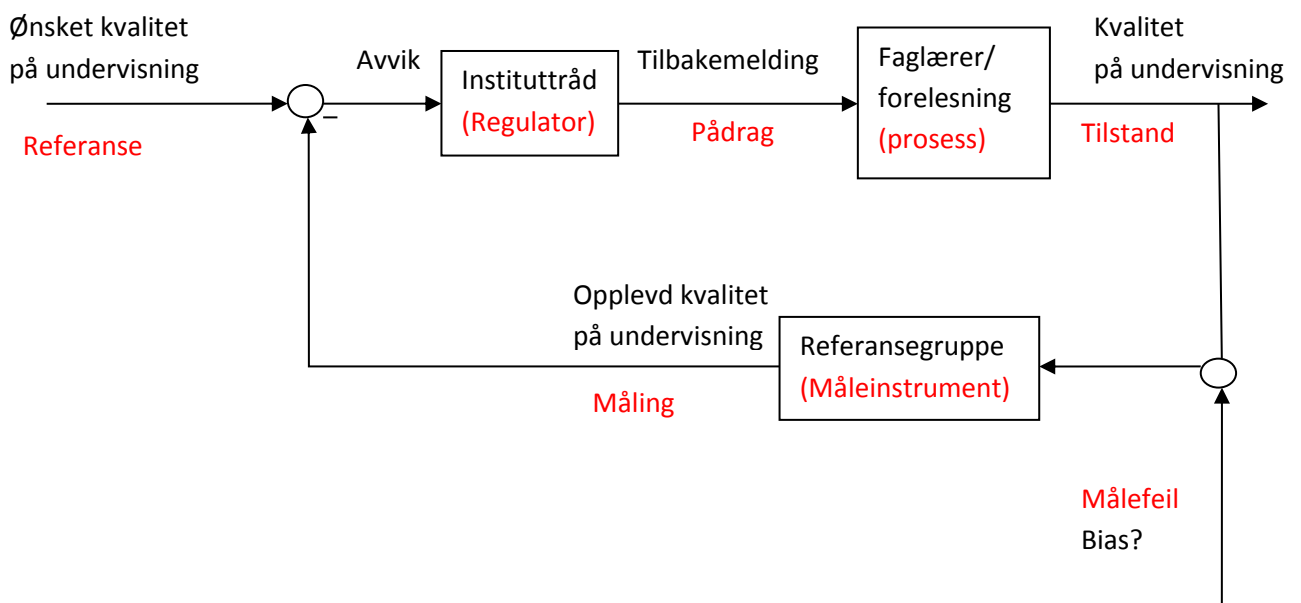 Ønsket kvalitet
på undervisning
Referanse
–
Avvik
Instituttråd
(Regulator)
Tilbakemelding
Pådrag
Faglærer/
forelesning
(prosess)
Kvalitet
på undervisning
Tilstand
Opplevd kvalitet
på undervisning
Måling
Referansegruppe
(Måleinstrument)
Målefeil
Bias?